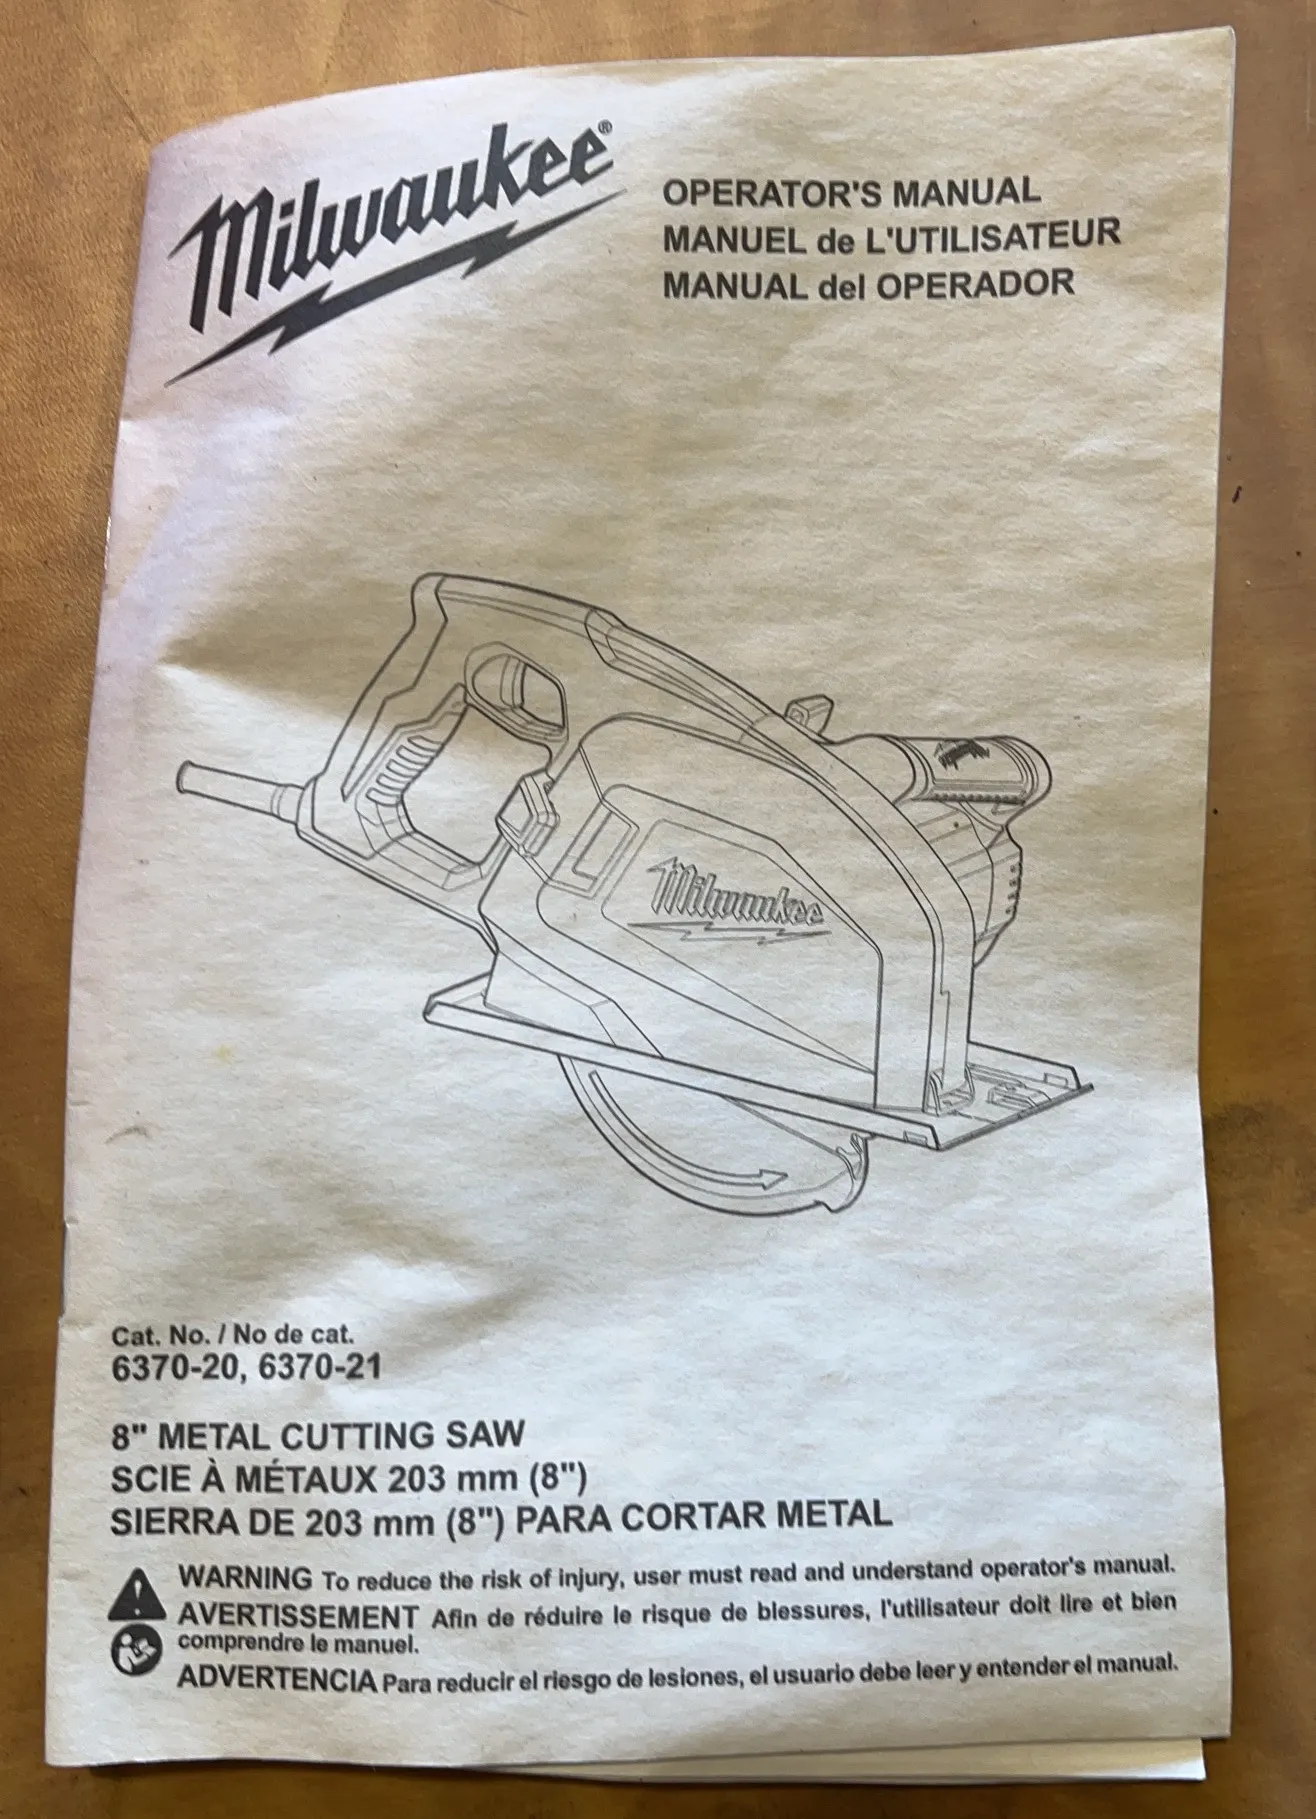 Milwaukee®
OPERATOR'S MANUAL
MANUEL de L'UTILISATEUR
MANUAL del OPERADOR
Milwaukee
Cat. No. / No de cat.
6370-20, 6370-21
8" METAL CUTTING SAW
SCIE À MÉTAUX 203 mm (8")
SIERRA DE 203 mm (8") PARA CORTAR METAL
WARNING To reduce the risk of injury, user must read and understand operator's manual.
AVERTISSEMENT Afin de réduire le risque de blessures, l'utilisateur doit lire et bien
comprendre le manuel.
ADVERTENCIA Para reducir el riesgo de lesiones, el usuario debe leer y entender el manual.